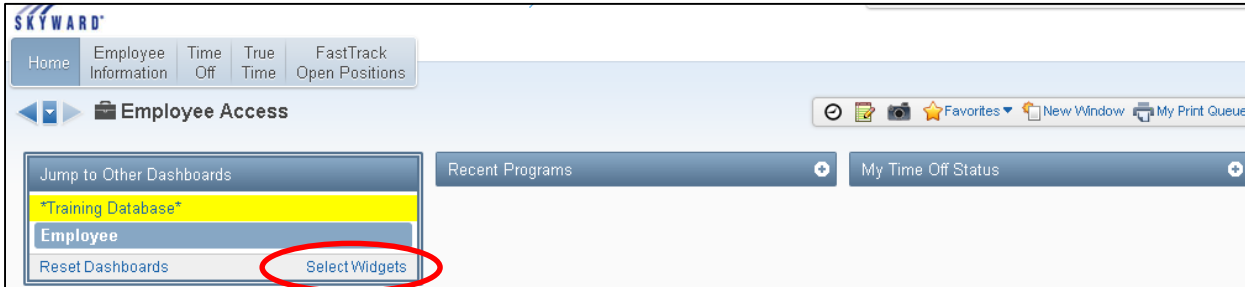 SKYWARD
Home
Employee Information
Time Off
True Time
FastTrack Open Positions
Employee Access
Favorites
New Window
My Print Queue
Jump to Other Dashboards
Recent Programs
My Time Off Status
*Training Database*
Employee
Reset Dashboards
Select Widgets